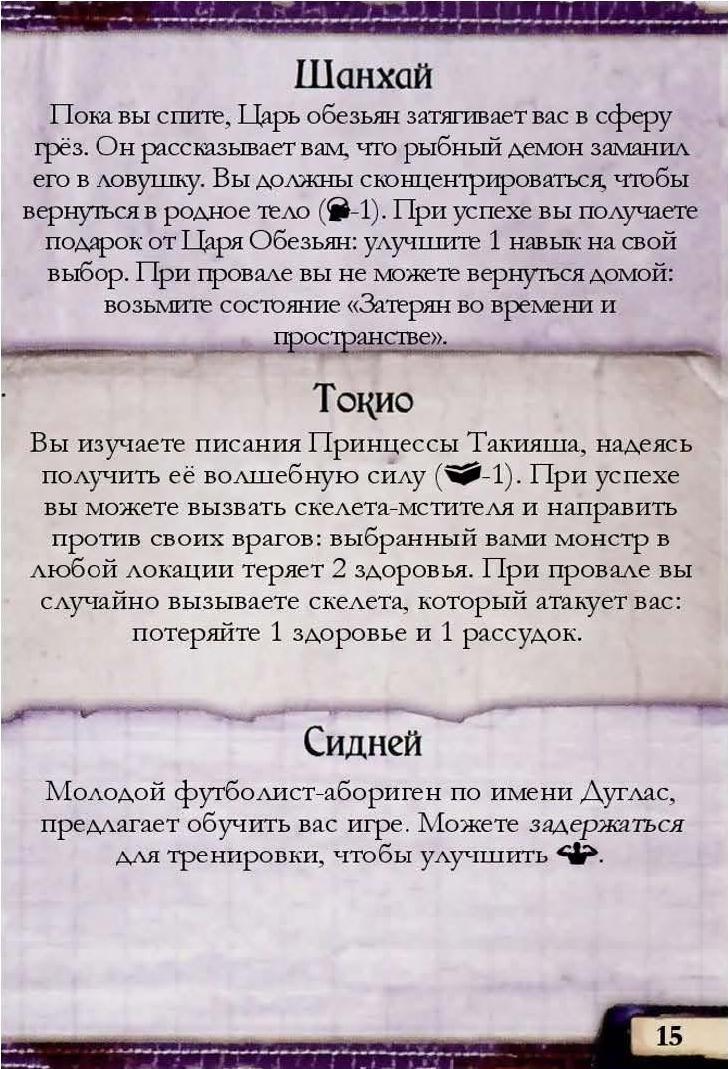 Шанхай
Пока вы спите, Царь обезьян затягивает вас в сферу
грёз. Он рассказывает вам, что рыбный демон заманил
его в ловушку. Вы должны сконцентрироваться, чтобы
вернуться в родное тело (-1). При успехе вы получаете
подарок от Царя Обезьян: улучшите 1 навык на свой
выбор. При провале вы не можете вернуться домой:
возьмите состояние «Затерян во времени и
пространстве».
Токио
Вы изучаете писания Принцессы Такияша, надеясь
получить её волшебную силу (-1). При успехе
вы можете вызвать скелета-мстителя и направить
против своих врагов: выбранный вами монстр в
любой локации теряет 2 здоровья. При провале вы
случайно вызываете скелета, который атакует вас:
потеряйте 1 здоровье и 1 рассудок.
Сидней
Молодой футболист-абориген по имени Дуглас,
предлагает обучить вас игре. Можете задержаться
для тренировки, чтобы улучшить .
15